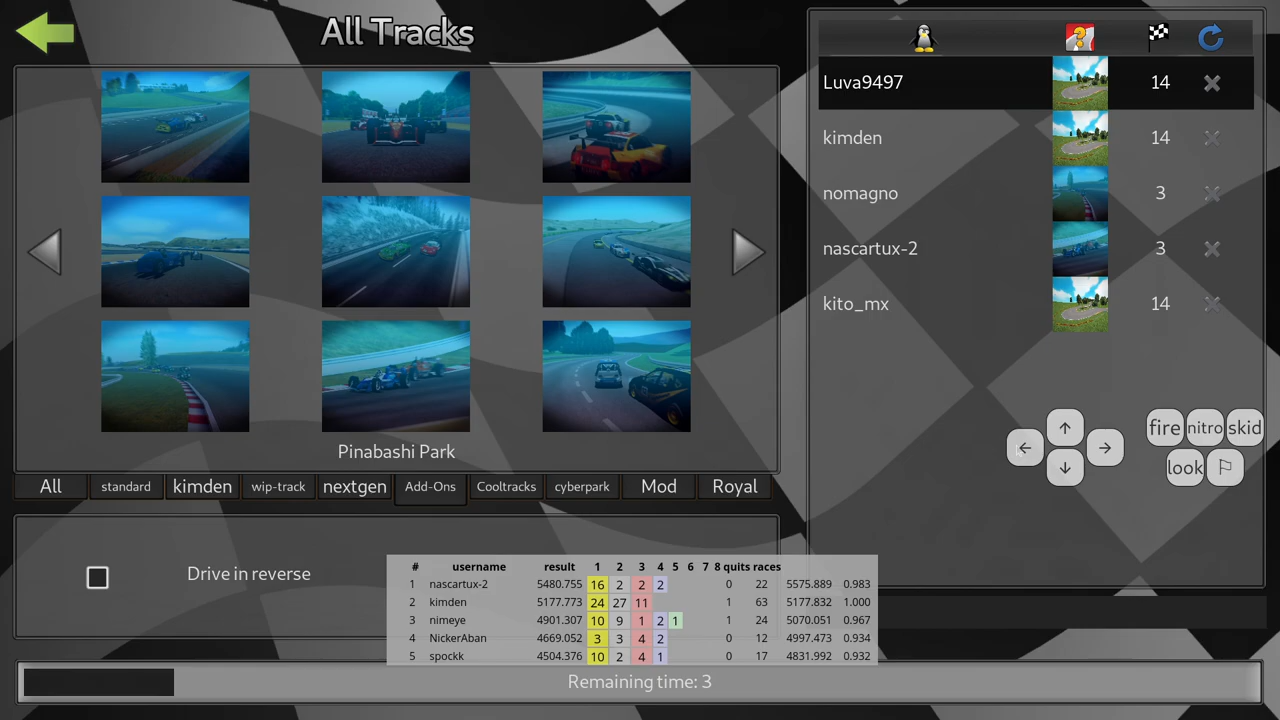 All Tracks
Luva9497 14
kimden 14
nomagno 3
nascartux-2 3
kito_mx 14
Pinabashi Park
All standard kimden wip-track nextgen Add-Ons Cooltracks cyberpark Mod Royal
fire nitro skid
look
Drive in reverse
# username result 1 2 3 4 5 6 7 8 quits races
1 nascartux-2 5480.755 16 2 2 2 0 22 5575.889 0.983
2 kimden 5177.773 24 27 11 1 63 5177.832 1.000
3 nimeye 4901.307 10 9 1 2 1 1 24 5070.051 0.967
4 NickerAban 4669.052 3 3 4 2 0 12 4997.473 0.934
5 spockk 4504.376 10 2 4 1 0 17 4831.992 0.932
Remaining time: 3